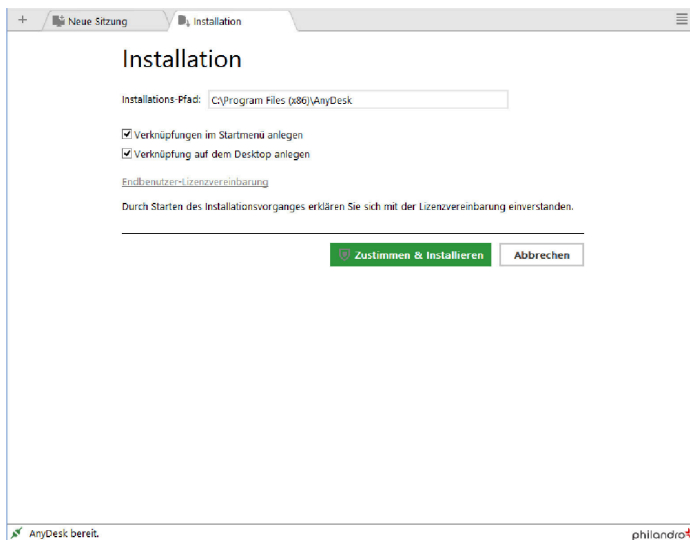 + Neue Sitzung Installation
Installation
Installations-Pfad: C:\Program Files (x86)\AnyDesk
Verknüpfungen im Startmenü anlegen
Verknüpfung auf dem Desktop anlegen
Endbenutzer-Lizenzvereinbarung
Durch Starten des Installationsvorganges erklären Sie sich mit der Lizenzvereinbarung einverstanden.
Zustimmen & Installieren Abbrechen
AnyDesk bereit. philandro